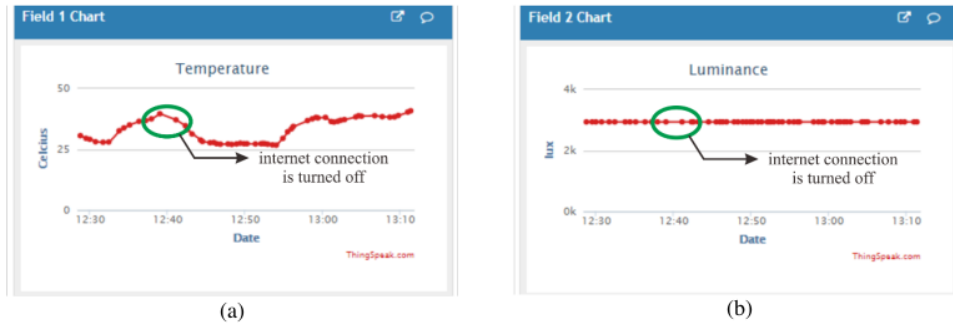 Field 1 Chart
Temperature
50
25
0
Celcius
internet connection
is turned off
12:30 12:40 12:50 13:00 13:10
Date
ThingSpeak.com
(a)
Field 2 Chart
Luminance
4k
2k
0k
lux
internet connection
is turned off
12:30 12:40 12:50 13:00 13:10
Date
ThingSpeak.com
(b)